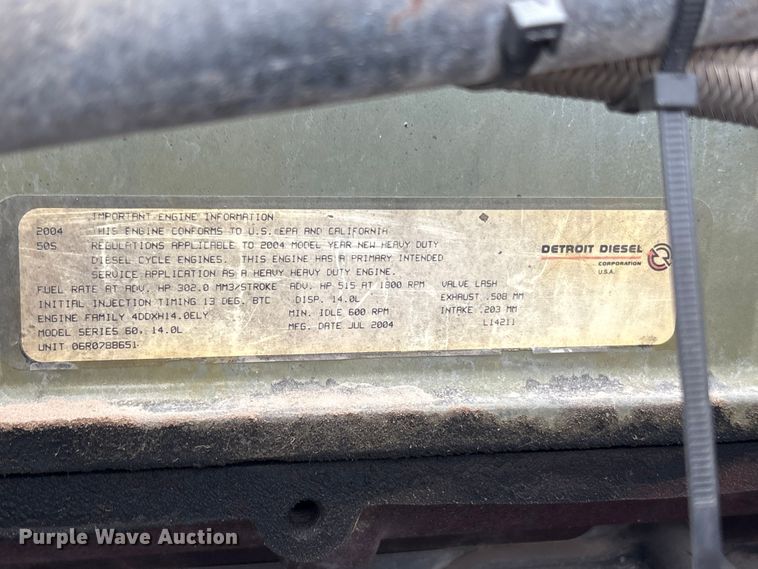 IMPORTANT ENGINE INFORMATION
2004 THIS ENGINE CONFORMS TO U.S. EPA AND CALIFORNIA
50S REGULATIONS APPLICABLE TO 2004 MODEL YEAR NEW HEAVY DUTY
DIESEL CYCLE ENGINES. THIS ENGINE HAS A PRIMARY INTENDED
SERVICE APPLICATION AS A HEAVY HEAVY DUTY ENGINE.
FUEL RATE AT ADV. HP 302.0 MM3/STROKE ADV. HP 515 AT 1800 RPM VALVE LASH
INITIAL INJECTION TIMING 13 DEG. BTC DISP. 14.0L EXHAUST .508 MM
ENGINE FAMILY 4DDXH14.0ELY MIN. IDLE 600 RPM INTAKE .203 MM
MODEL SERIES 60, 14.0L MFG. DATE JUL 2004 L14211
UNIT 06R0788651
DETROIT DIESEL
CORPORATION
U.S.A.
Purple Wave Auction